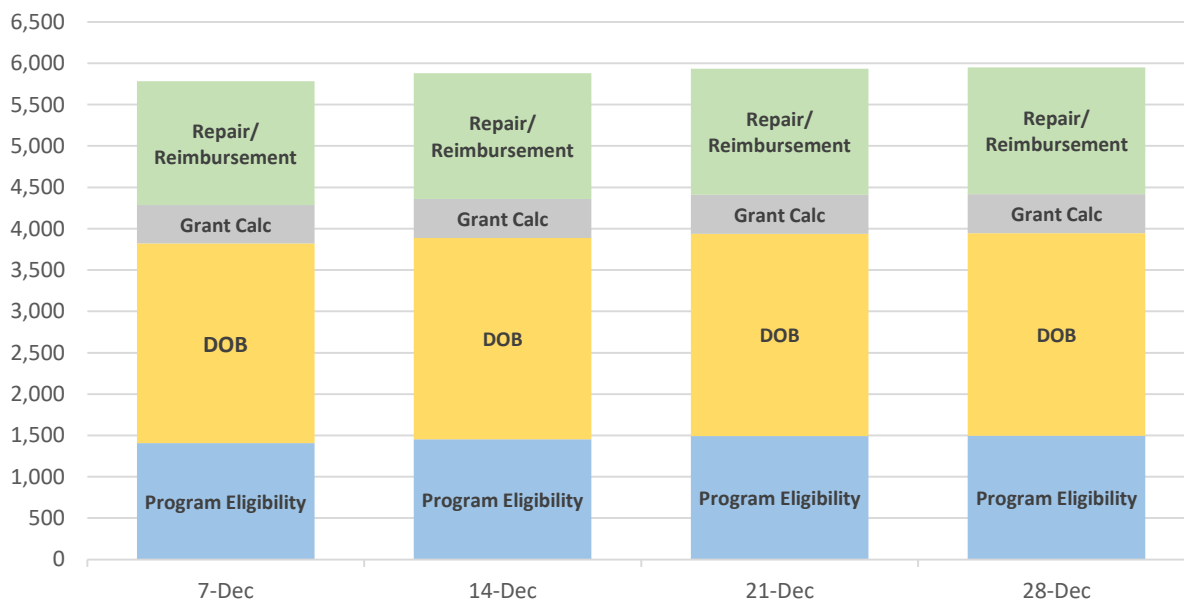 6,500
6,000
5,500
5,000
4,500
4,000
3,500
3,000
2,500
2,000
1,500
1,000
500
0
Repair/
Reimbursement
Grant Calc
DOB
Program Eligibility
Repair/
Reimbursement
Grant Calc
DOB
Program Eligibility
Repair/
Reimbursement
Grant Calc
DOB
Program Eligibility
Repair/
Reimbursement
Grant Calc
DOB
Program Eligibility
7-Dec
14-Dec
21-Dec
28-Dec